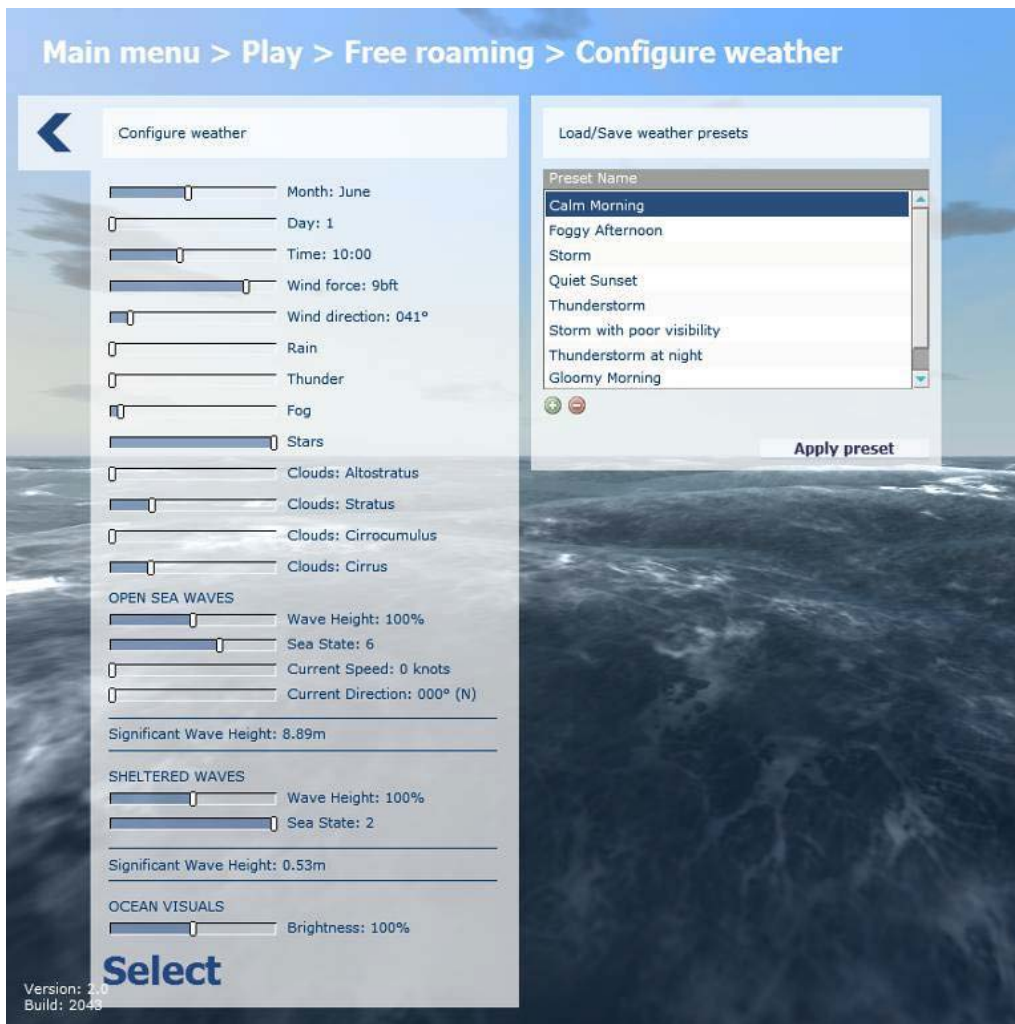 Main menu > Play > Free roaming > Configure weather
Configure weather
Month: June
Day: 1
Time: 10:00
Wind force: 9bft
Wind direction: 041°
Rain
Thunder
Fog
Stars
Clouds: Altostratus
Clouds: Stratus
Clouds: Cirrocumulus
Clouds: Cirrus
OPEN SEA WAVES
Wave Height: 100%
Sea State: 6
Current Speed: 0 knots
Current Direction: 000° (N)
Significant Wave Height: 8.89m
SHELTERED WAVES
Wave Height: 100%
Sea State: 2
Significant Wave Height: 0.53m
OCEAN VISUALS
Brightness: 100%
Select
Version: 2.0
Build: 2043
Load/Save weather presets
Preset Name
Calm Morning
Foggy Afternoon
Storm
Quiet Sunset
Thunderstorm
Storm with poor visibility
Thunderstorm at night
Gloomy Morning
Apply preset